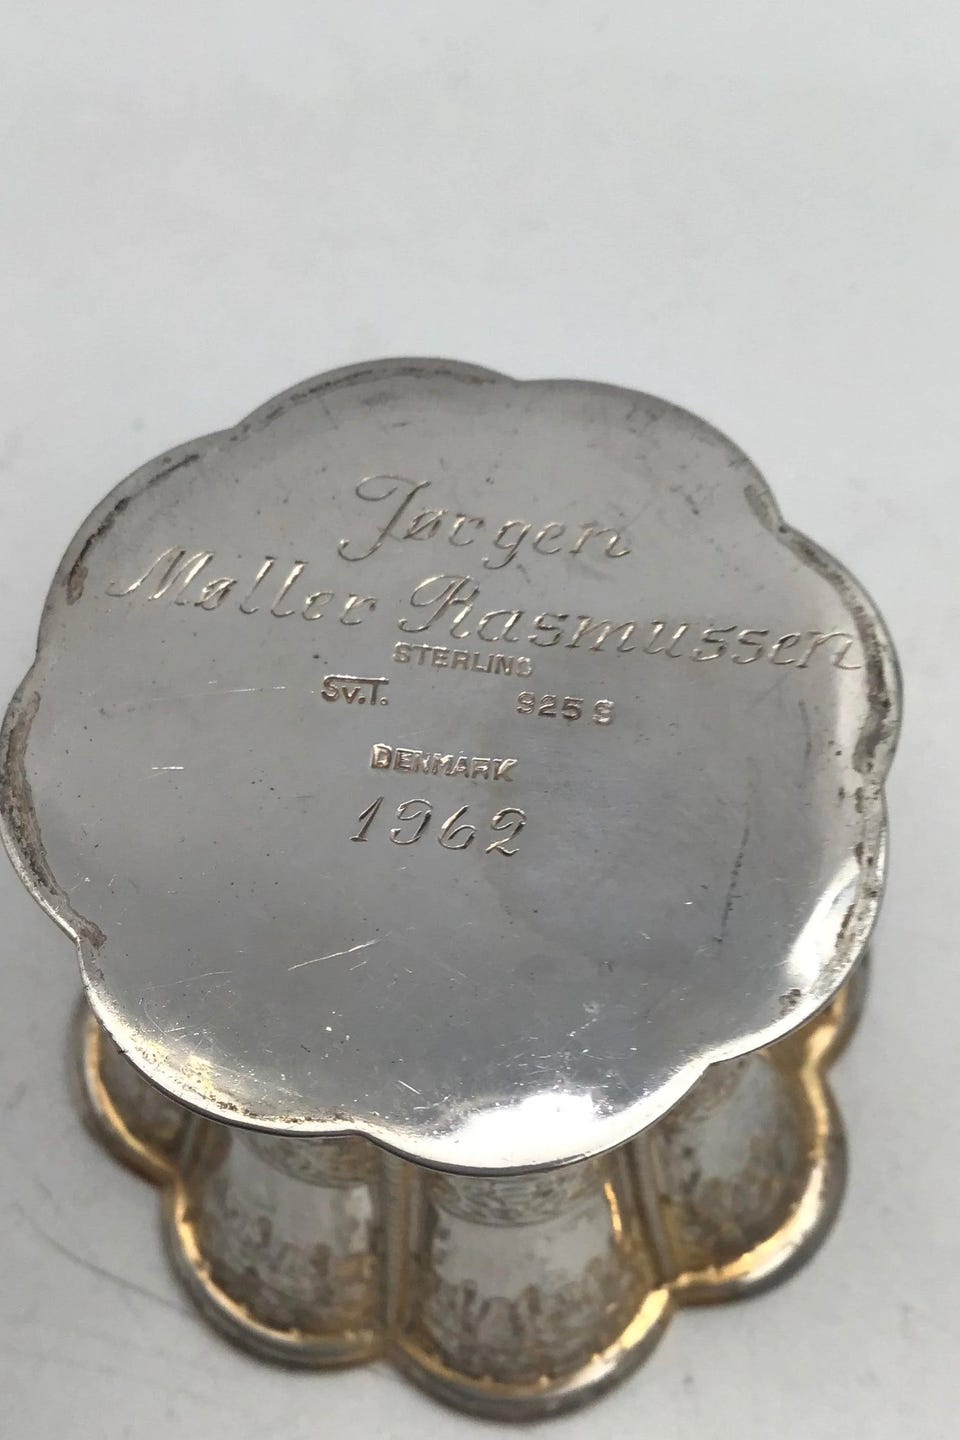 Jørgen
Møller Rasmussen
STERLING
Sv.T. 925 S
DENMARK
1962